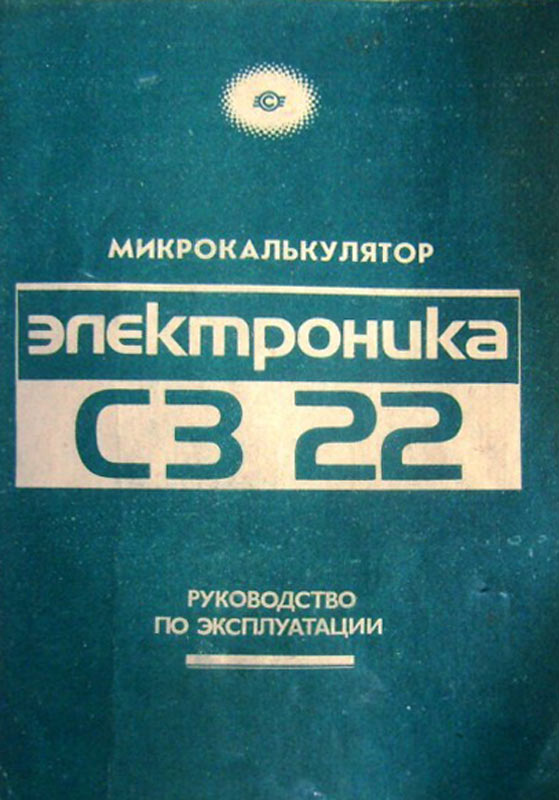 МИКРОКАЛЬКУЛЯТОР
ЭЛЕКТРОНИКА
С3 22
РУКОВОДСТВО
ПО ЭКСПЛУАТАЦИИ